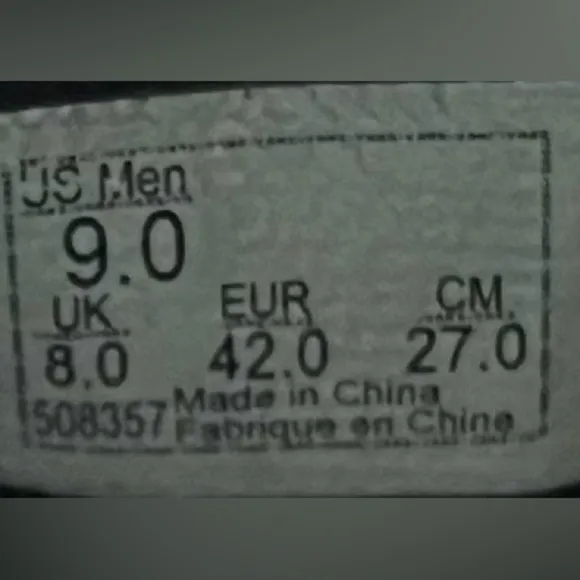 US Men
9.0
UK EUR CM
8.0 42.0 27.0
508357 Made in China
Fabrique en China